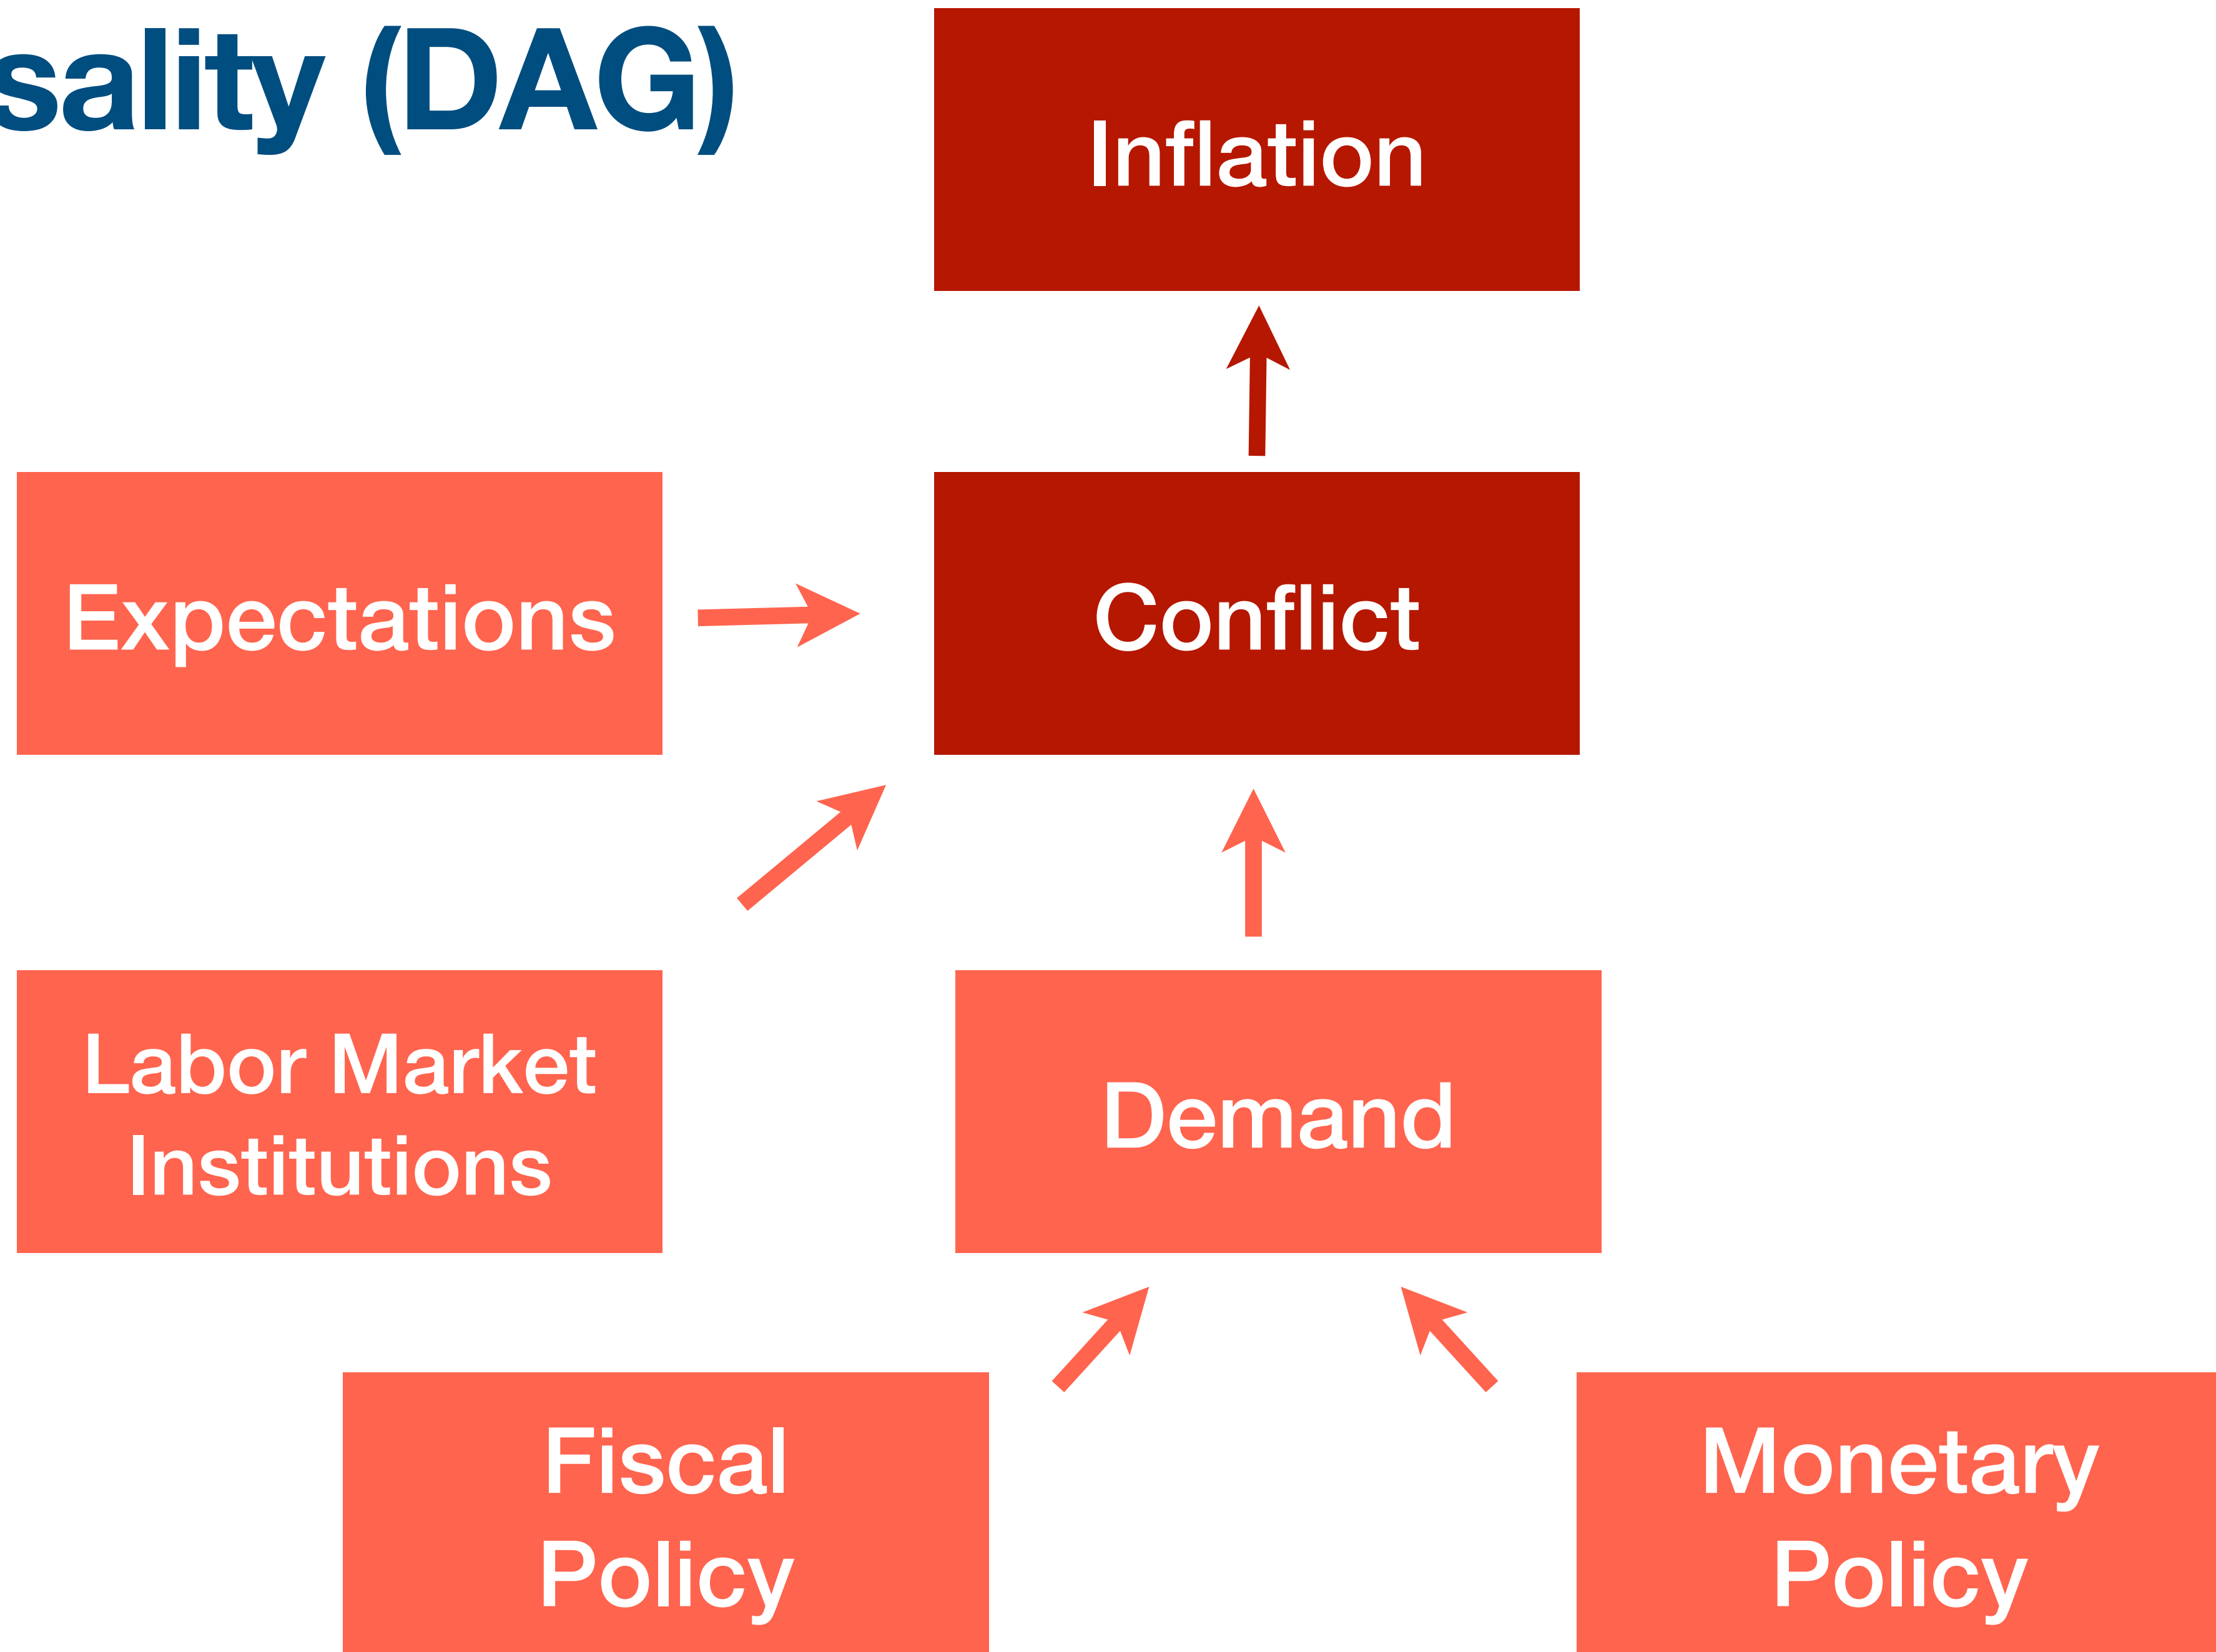 sality (DAG)
Inflation
Expectations
Conflict
Labor Market
Institutions
Demand
Fiscal
Policy
Monetary
Policy